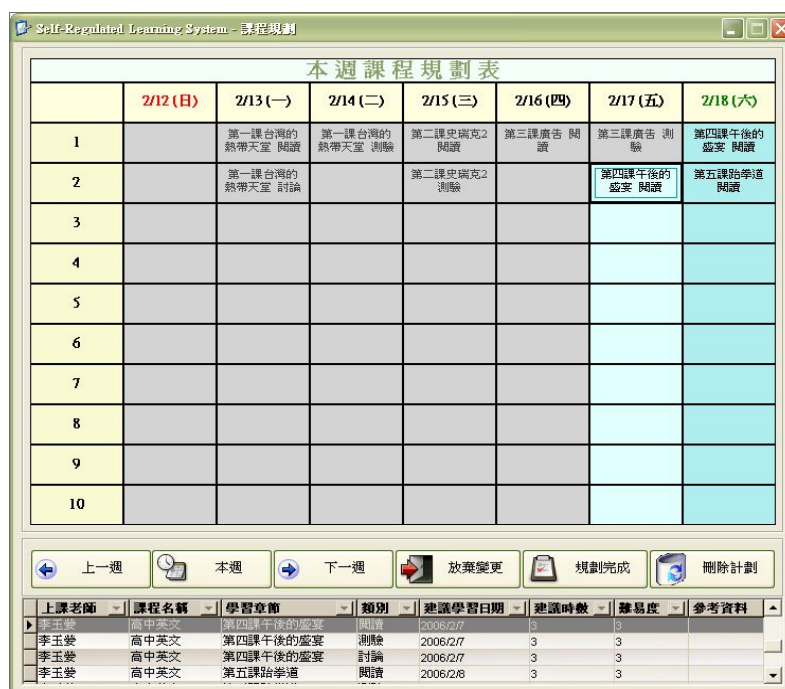 Self-Regulated Learning System - 課程規劃
本週課程規劃表
2/12 (日) 2/13 (一) 2/14 (二) 2/15 (三) 2/16 (四) 2/17 (五) 2/18 (六)
1 第一課台灣的 第一課台灣的 第二課史瑞克2 第三課廣告 閱 第三課廣告 測 第四課午後的
熱帶天堂 閱讀 熱帶天堂 測驗 閱讀 讀 驗 盛宴 閱讀
2 第一課台灣的 第二課史瑞克2 第四課午後的 第五課跆拳道
熱帶天堂 討論 測驗 盛宴 閱讀 閱讀
3
4
5
6
7
8
9
10
上一週 本週 下一週 放棄變更 規劃完成 刪除計劃
上課老師 課程名稱 學習章節 類別 建議學習日期 建議時數 難易度 參考資料
李玉瑩 高中英文 第四課午後的盛宴 閱讀 2006/2/7 3 3
李玉瑩 高中英文 第四課午後的盛宴 測驗 2006/2/7 3 3
李玉瑩 高中英文 第四課午後的盛宴 討論 2006/2/7 3 3
李玉瑩 高中英文 第五課跆拳道 閱讀 2006/2/8 3 3